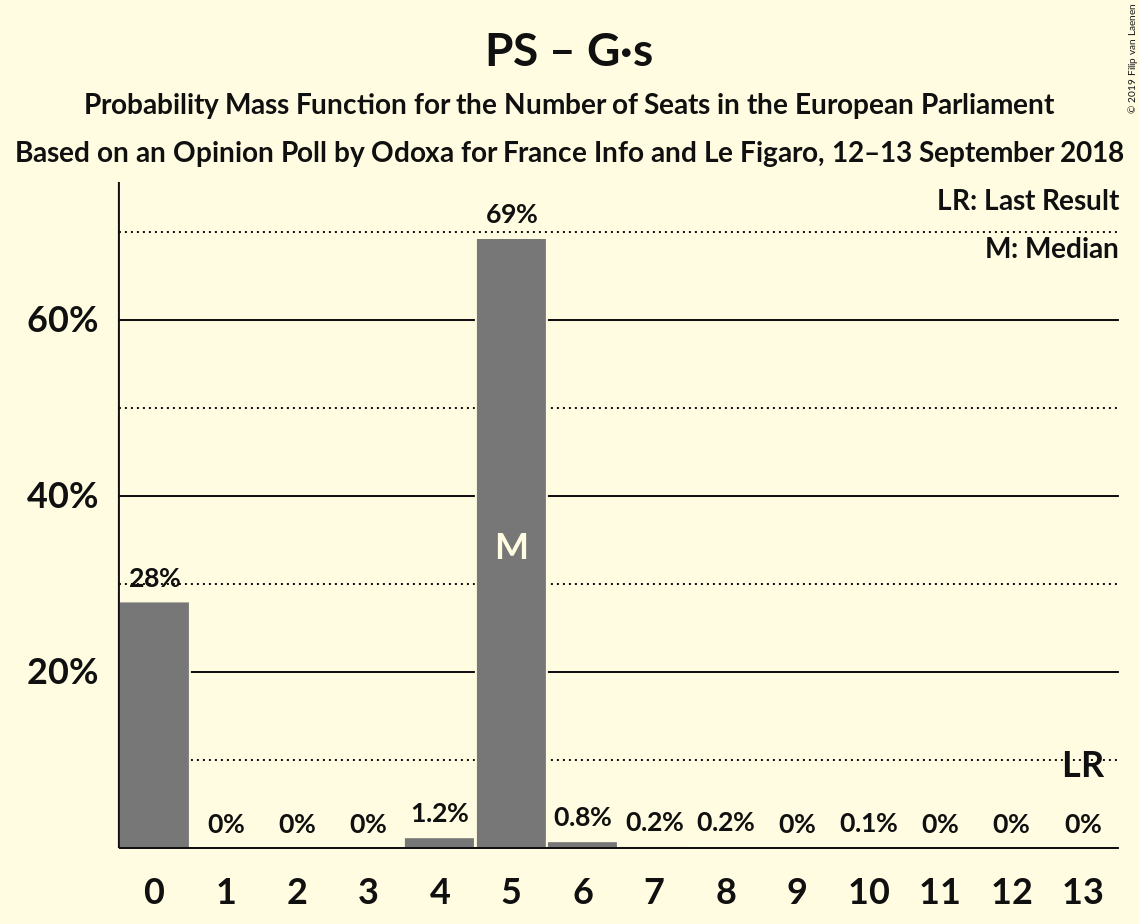 PS – G·s
Probability Mass Function for the Number of Seats in the European Parliament
Based on an Opinion Poll by Odoxa for France Info and Le Figaro, 12–13 September 2018
© 2019 Filip van Laenen
LR: Last Result
M: Median
69%
60%
40%
M
28%
20%
LR
0% 0% 0% 1.2% 0.8% 0.2% 0.2% 0% 0.1% 0% 0% 0%
0 1 2 3 4 5 6 7 8 9 10 11 12 13